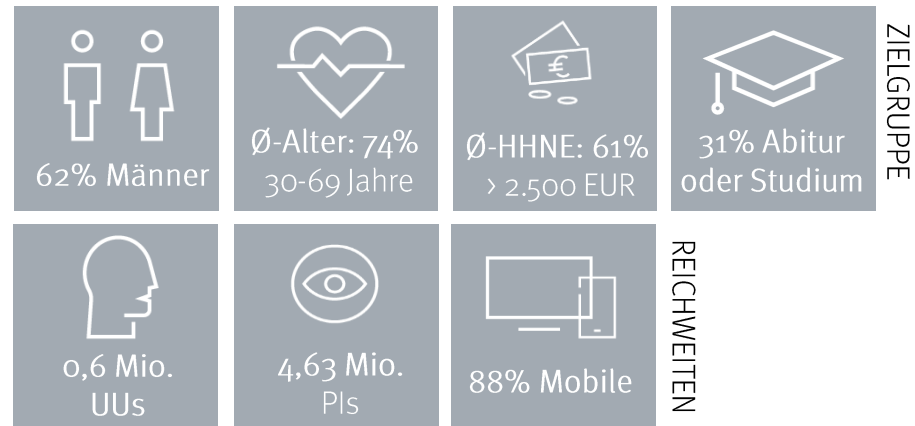 62% Männer
Ø-Alter: 74%
30-69 Jahre
Ø-HHNE: 61%
> 2.500 EUR
31% Abitur
oder Studium
ZIELGRUPPE
0,6 Mio.
UUs
4,63 Mio.
PIs
88% Mobile
REICHWEITEN